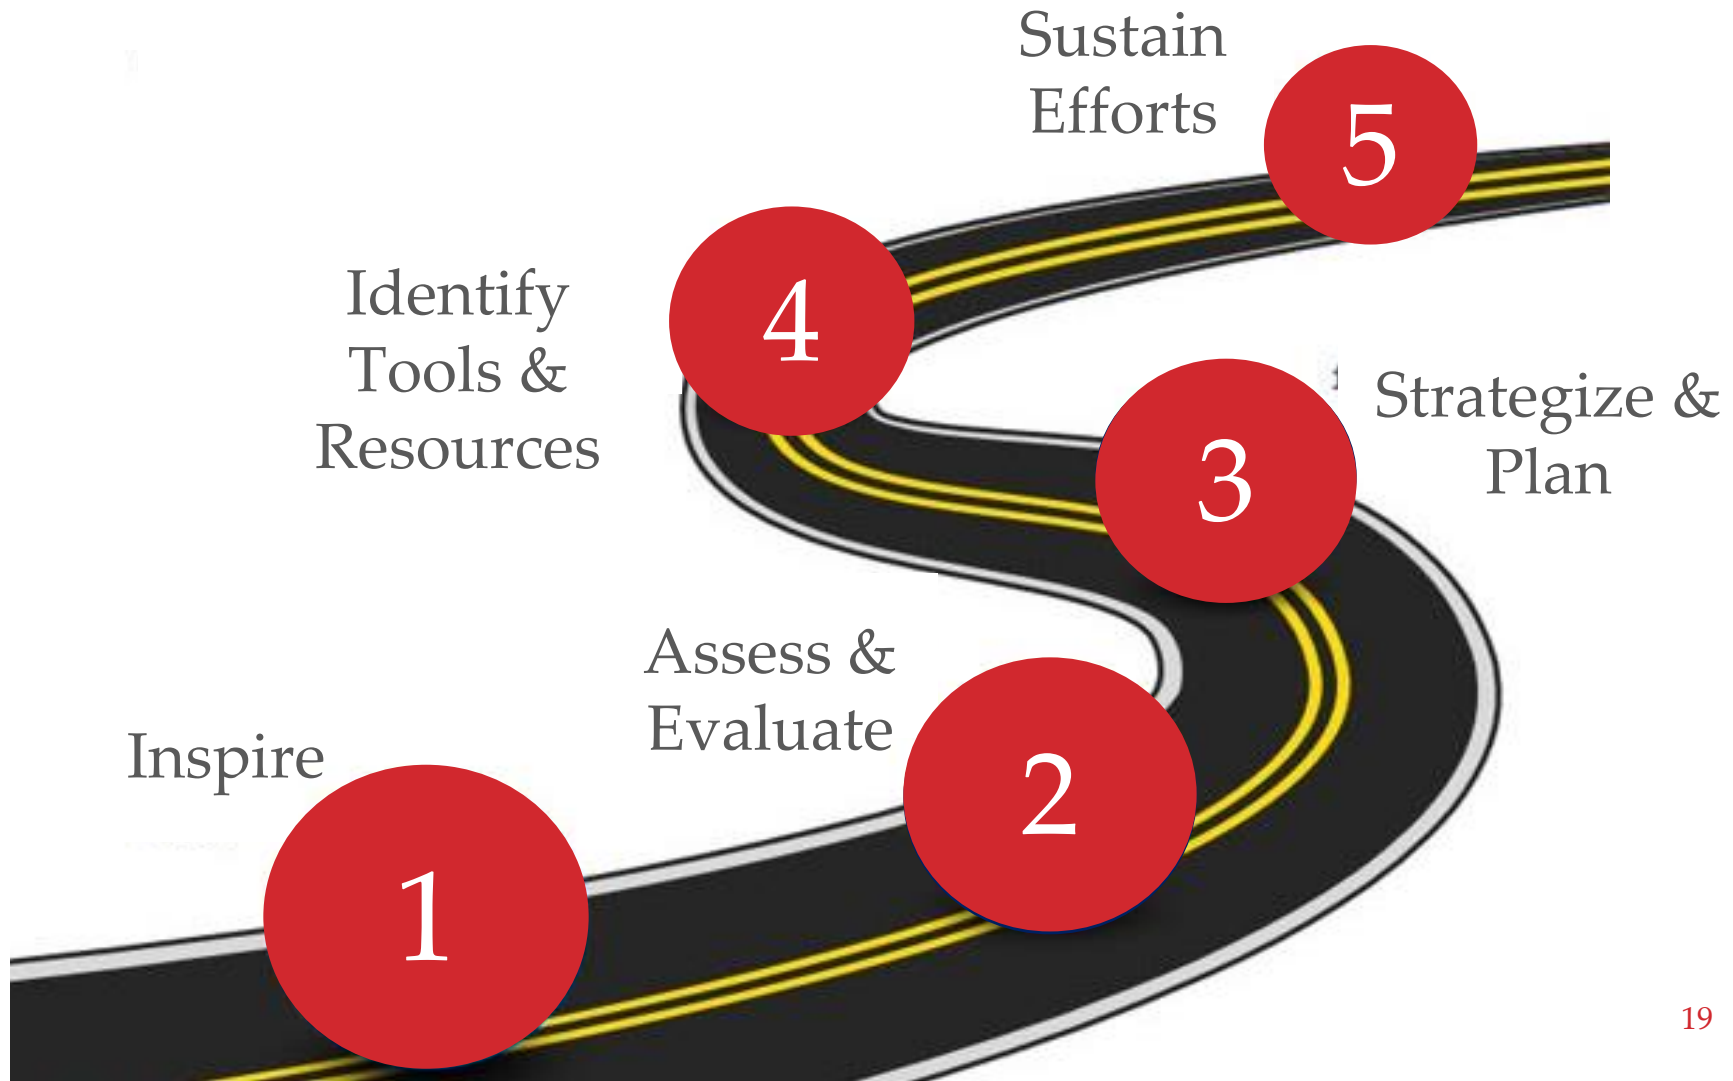 Sustain
Efforts
5
4
Identify
Tools &
Resources
3
Strategize &
Plan
Assess &
Evaluate
2
Inspire
1
19